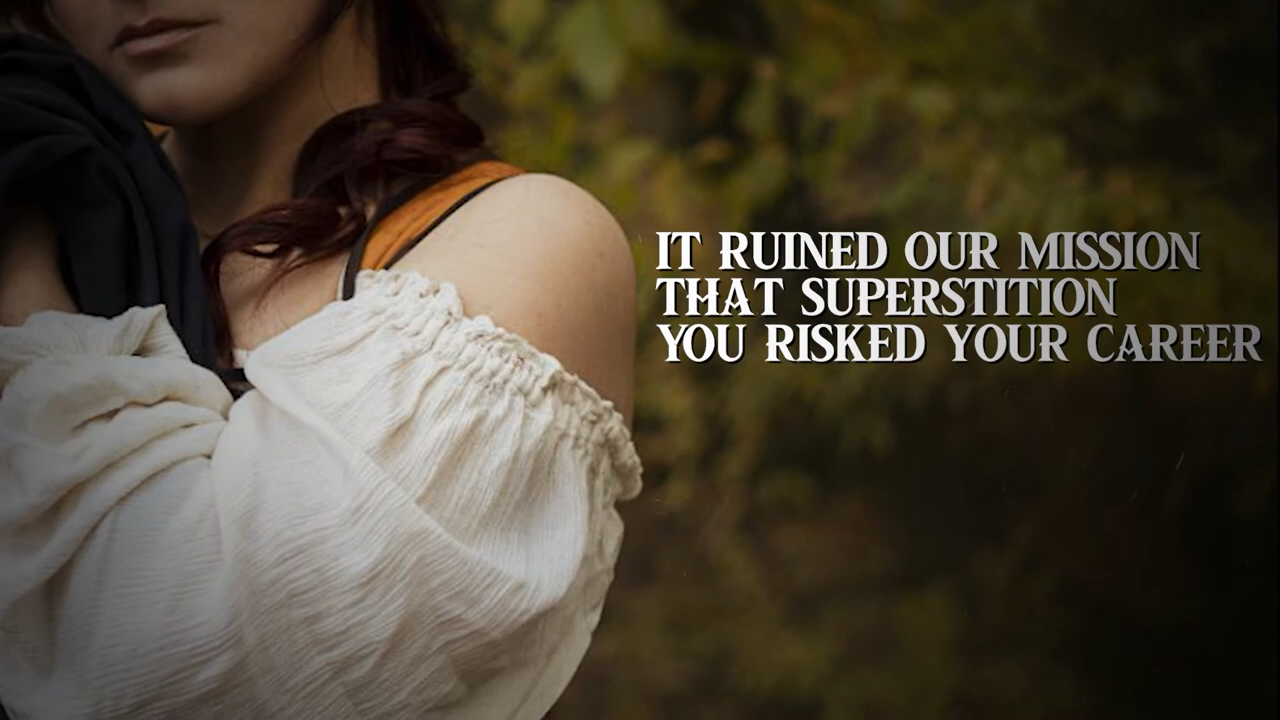 IT RUINED OUR MISSION
THAT SUPERSTITION
YOU RISKED YOUR CAREER